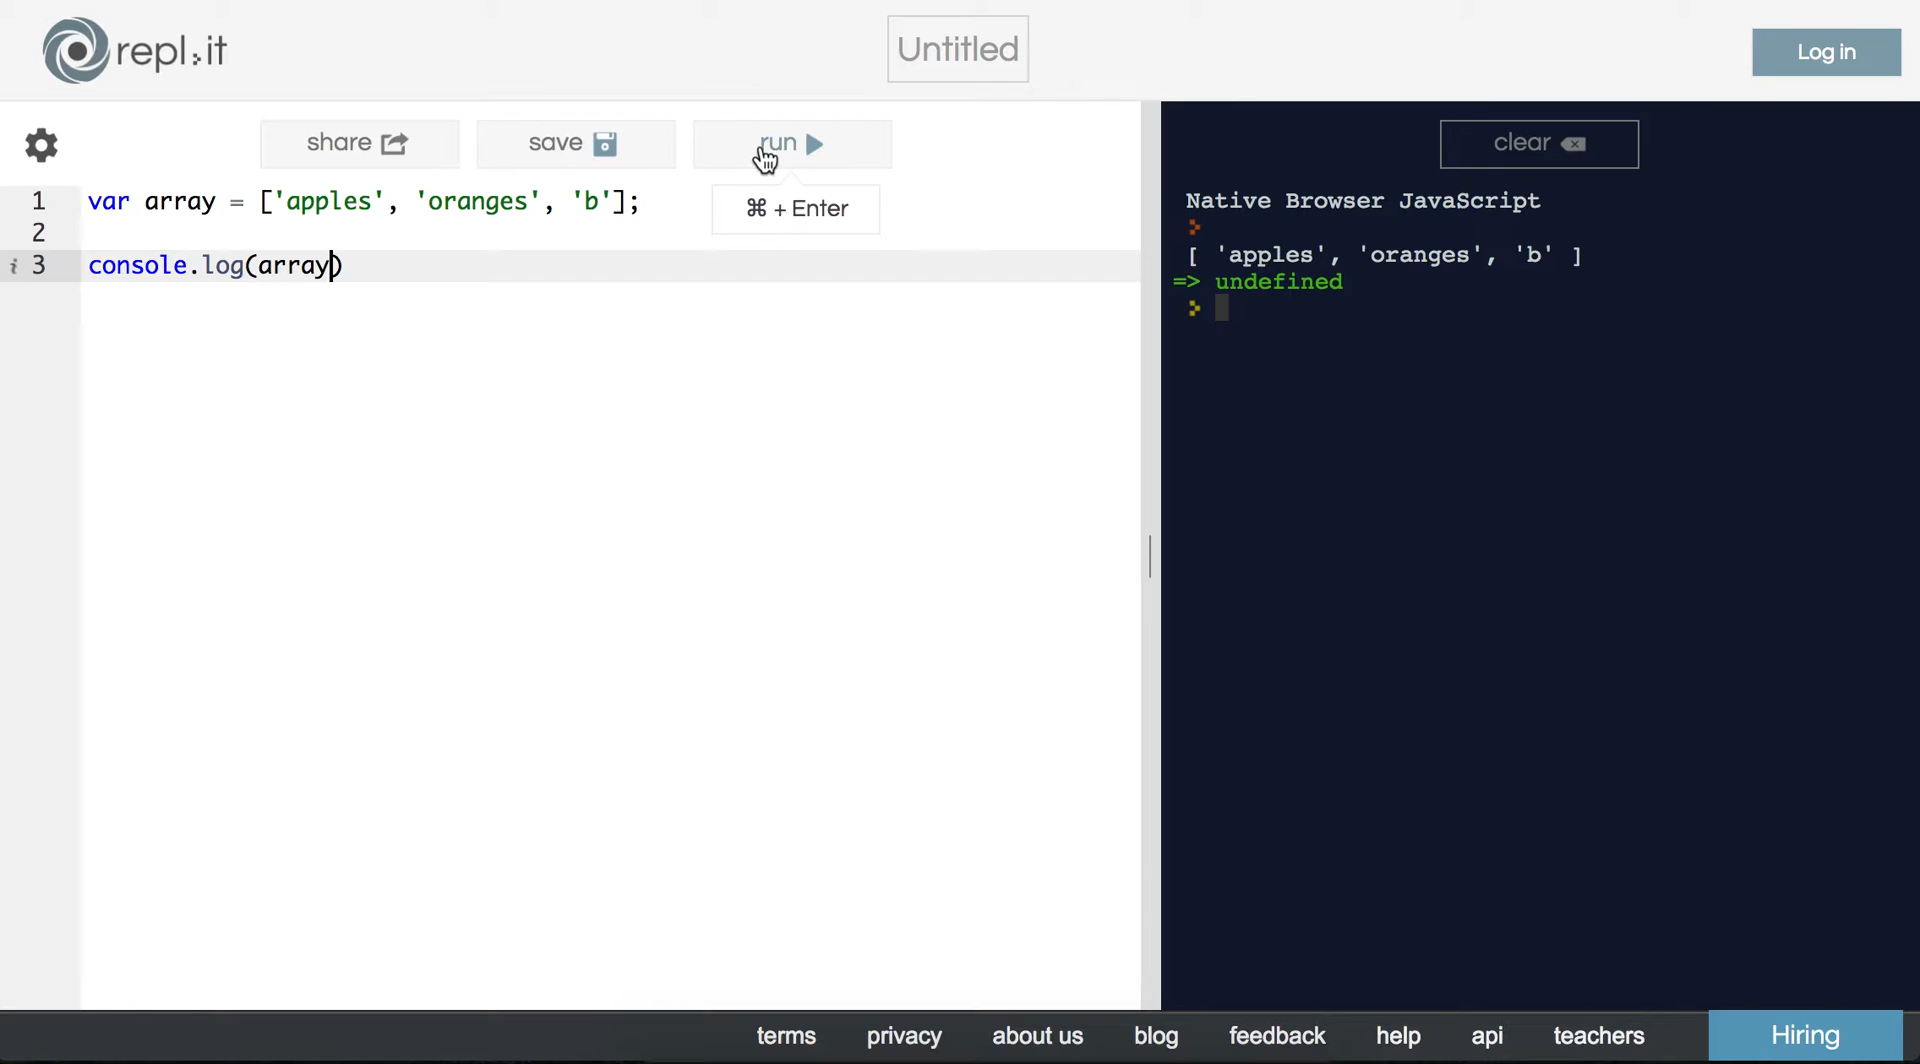 repl.it
Untitled
Log in
share
save
run
⌘ + Enter
1 var array = ['apples', 'oranges', 'b'];
2
i 3 console.log(array)
clear
Native Browser JavaScript
[ 'apples', 'oranges', 'b' ]
=> undefined
terms privacy about us blog feedback help api teachers Hiring